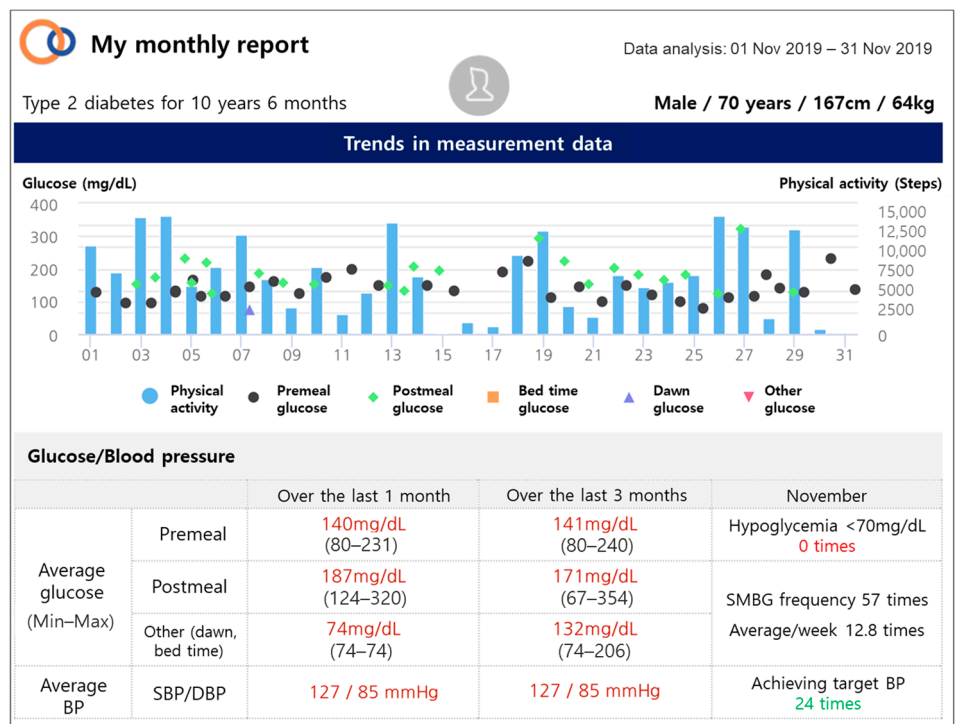 My monthly report
Data analysis: 01 Nov 2019 – 31 Nov 2019
Type 2 diabetes for 10 years 6 months
Male / 70 years / 167cm / 64kg
Trends in measurement data
Glucose (mg/dL)
Physical activity (Steps)
400
300
200
100
0
15,000
12,500
10,000
7500
5000
2500
0
01 03 05 07 09 11 13 15 17 19 21 23 25 27 29 31
Physical
activity
Premeal
glucose
Postmeal
glucose
Bed time
glucose
Dawn
glucose
Other
glucose
Glucose/Blood pressure
Over the last 1 month
Over the last 3 months
November
Average
glucose
(Min–Max)
Premeal
140mg/dL
(80–231)
141mg/dL
(80–240)
Hypoglycemia <70mg/dL
0 times
Postmeal
187mg/dL
(124–320)
171mg/dL
(67–354)
SMBG frequency 57 times
Average/week 12.8 times
Other (dawn,
bed time)
74mg/dL
(74–74)
132mg/dL
(74–206)
Average
BP
SBP/DBP
127 / 85 mmHg
127 / 85 mmHg
Achieving target BP
24 times